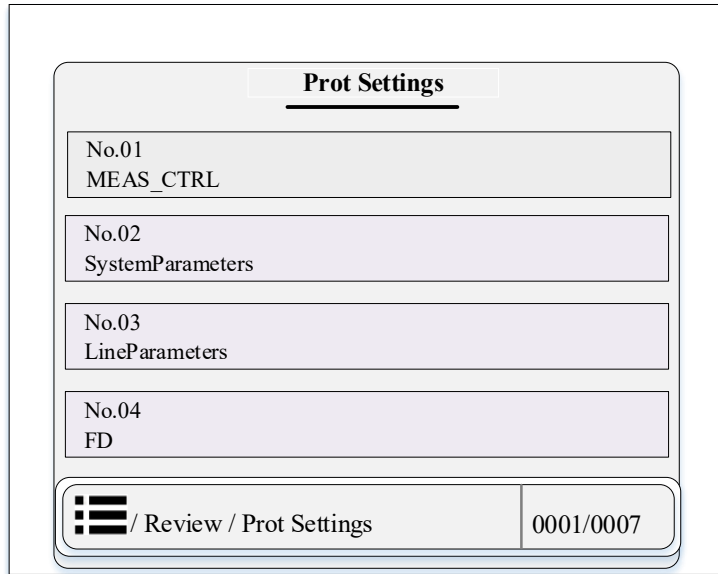 Prot Settings
No.01
MEAS_CTRL
No.02
SystemParameters
No.03
LineParameters
No.04
FD
/ Review / Prot Settings
0001/0007